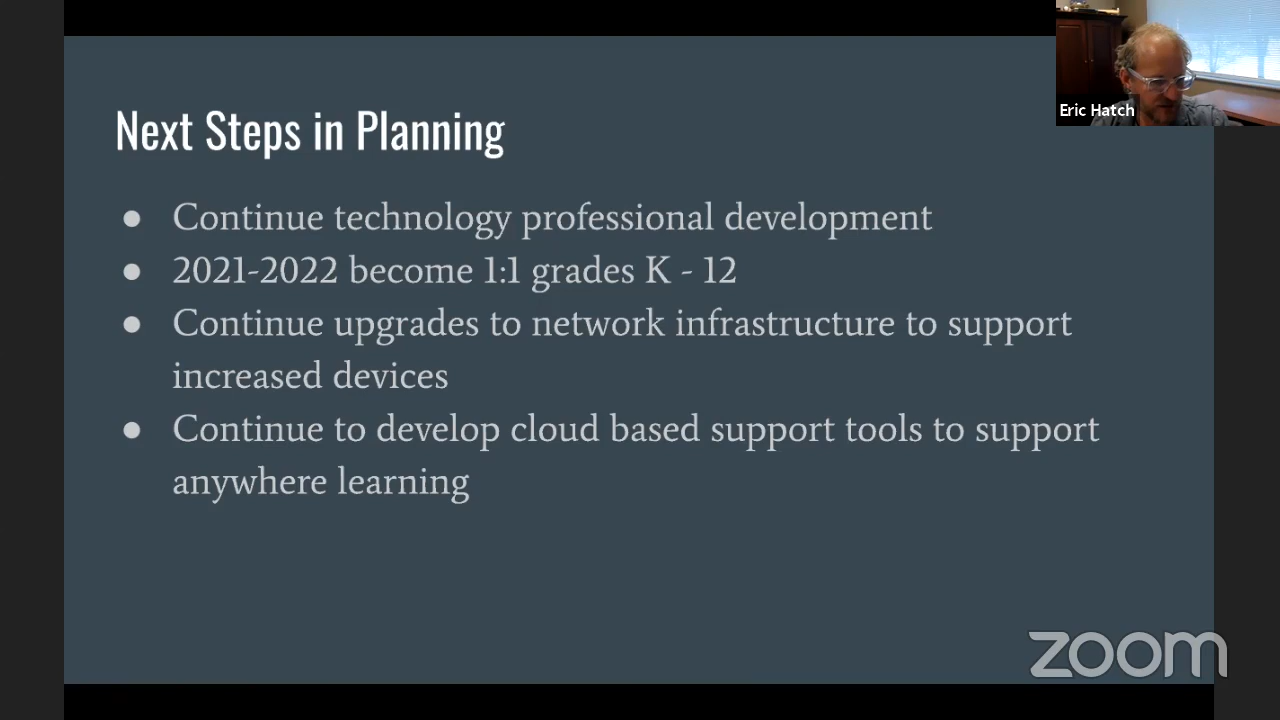 Eric Hatch
Next Steps in Planning
● Continue technology professional development
● 2021-2022 become 1:1 grades K - 12
● Continue upgrades to network infrastructure to support
increased devices
● Continue to develop cloud based support tools to support
anywhere learning
zoom